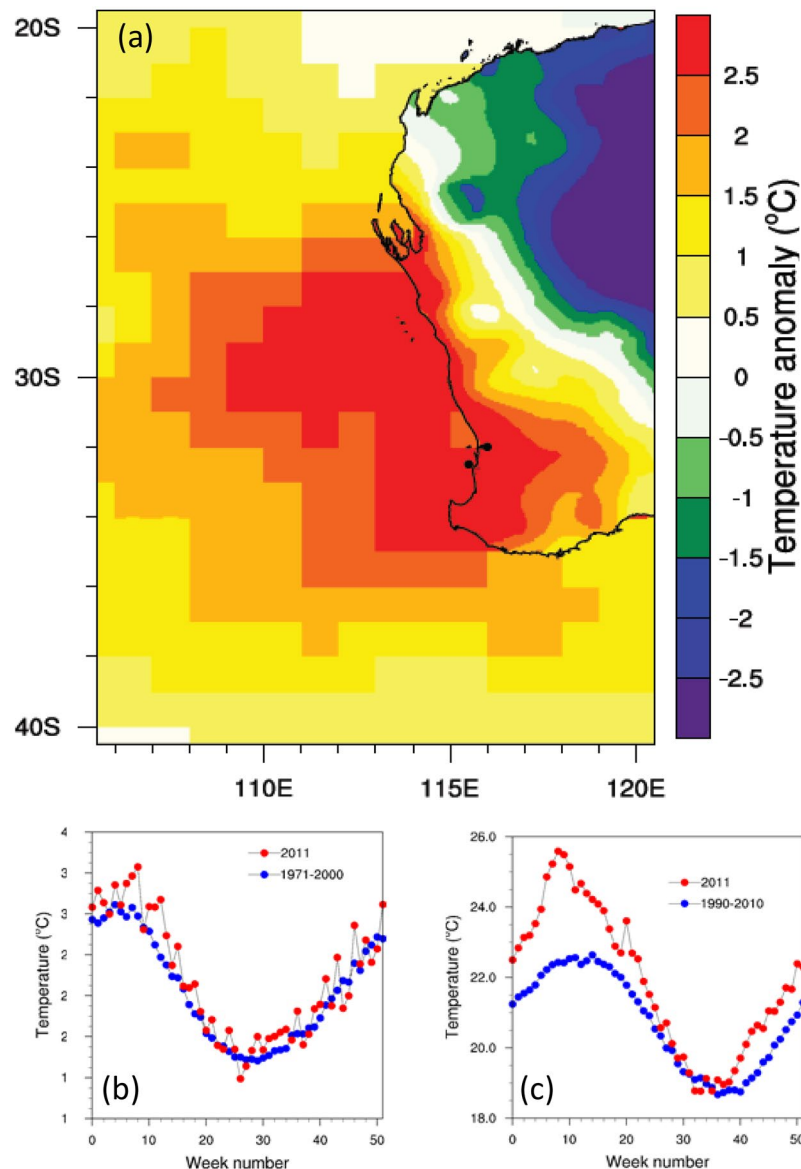 20S
(a)
30S
40S
110E
115E
120E
2.5
2
1.5
1
0.5
0
-0.5
-1
-1.5
-2
-2.5
Temperature anomaly (°C)
4
3
3
2
2
2
1
1
Temperature (°C)
2011
1971-2000
(b)
0 10 20 30 40 50
Week number
26.0
24.0
22.0
20.0
18.0
Temperature (°C)
2011
1990-2010
(c)
0 10 20 30 40 50
Week number